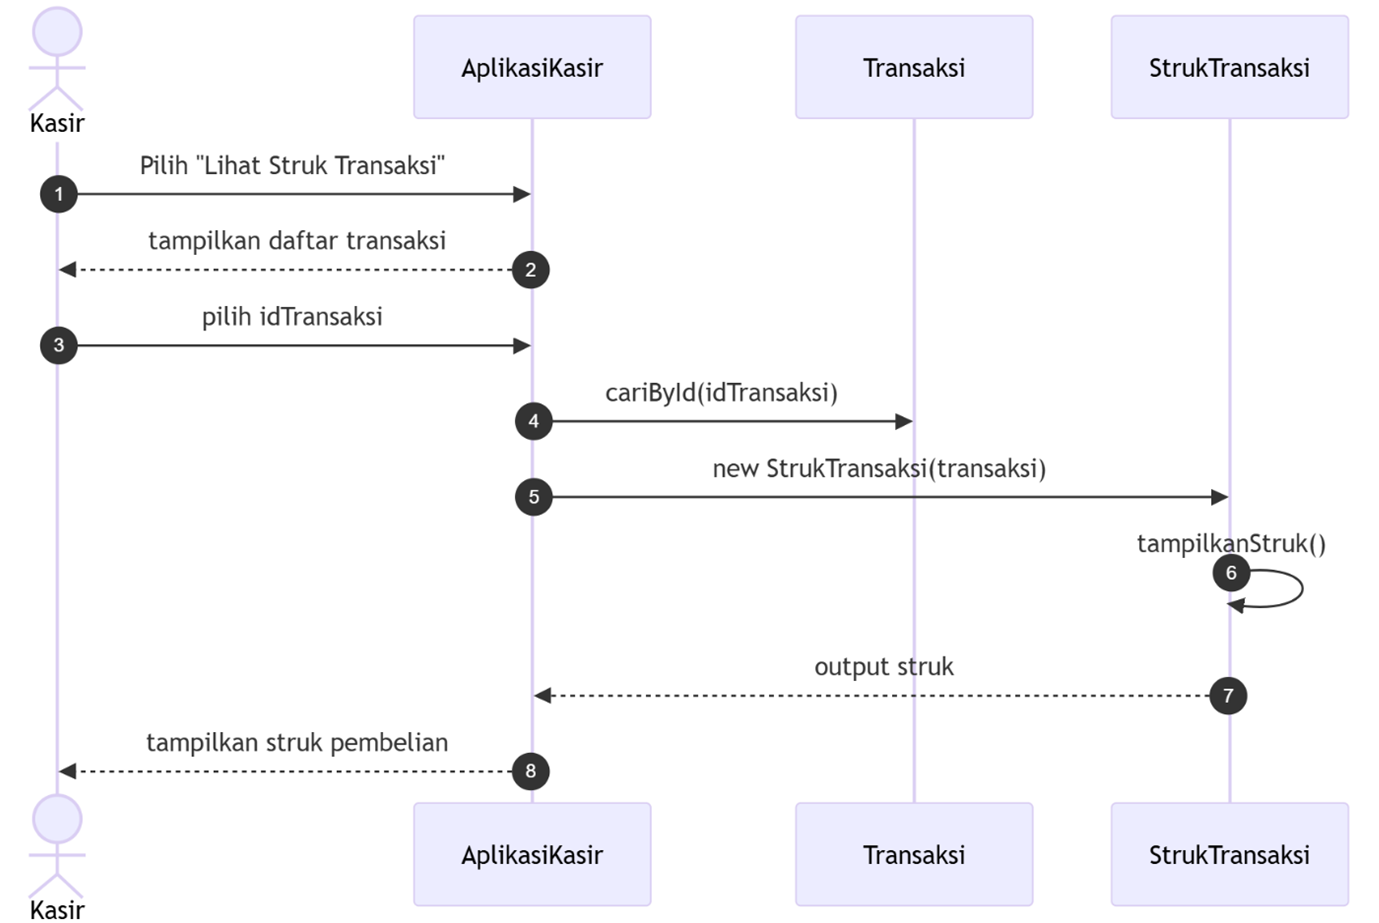 Kasir
AplikasiKasir
Transaksi
StrukTransaksi
Pilih "Lihat Struk Transaksi"
1
tampilkan daftar transaksi
2
pilih idTransaksi
3
cariById(idTransaksi)
4
new StrukTransaksi(transaksi)
5
tampilkanStruk()
6
output struk
7
tampilkan struk pembelian
8
Kasir
AplikasiKasir
Transaksi
StrukTransaksi